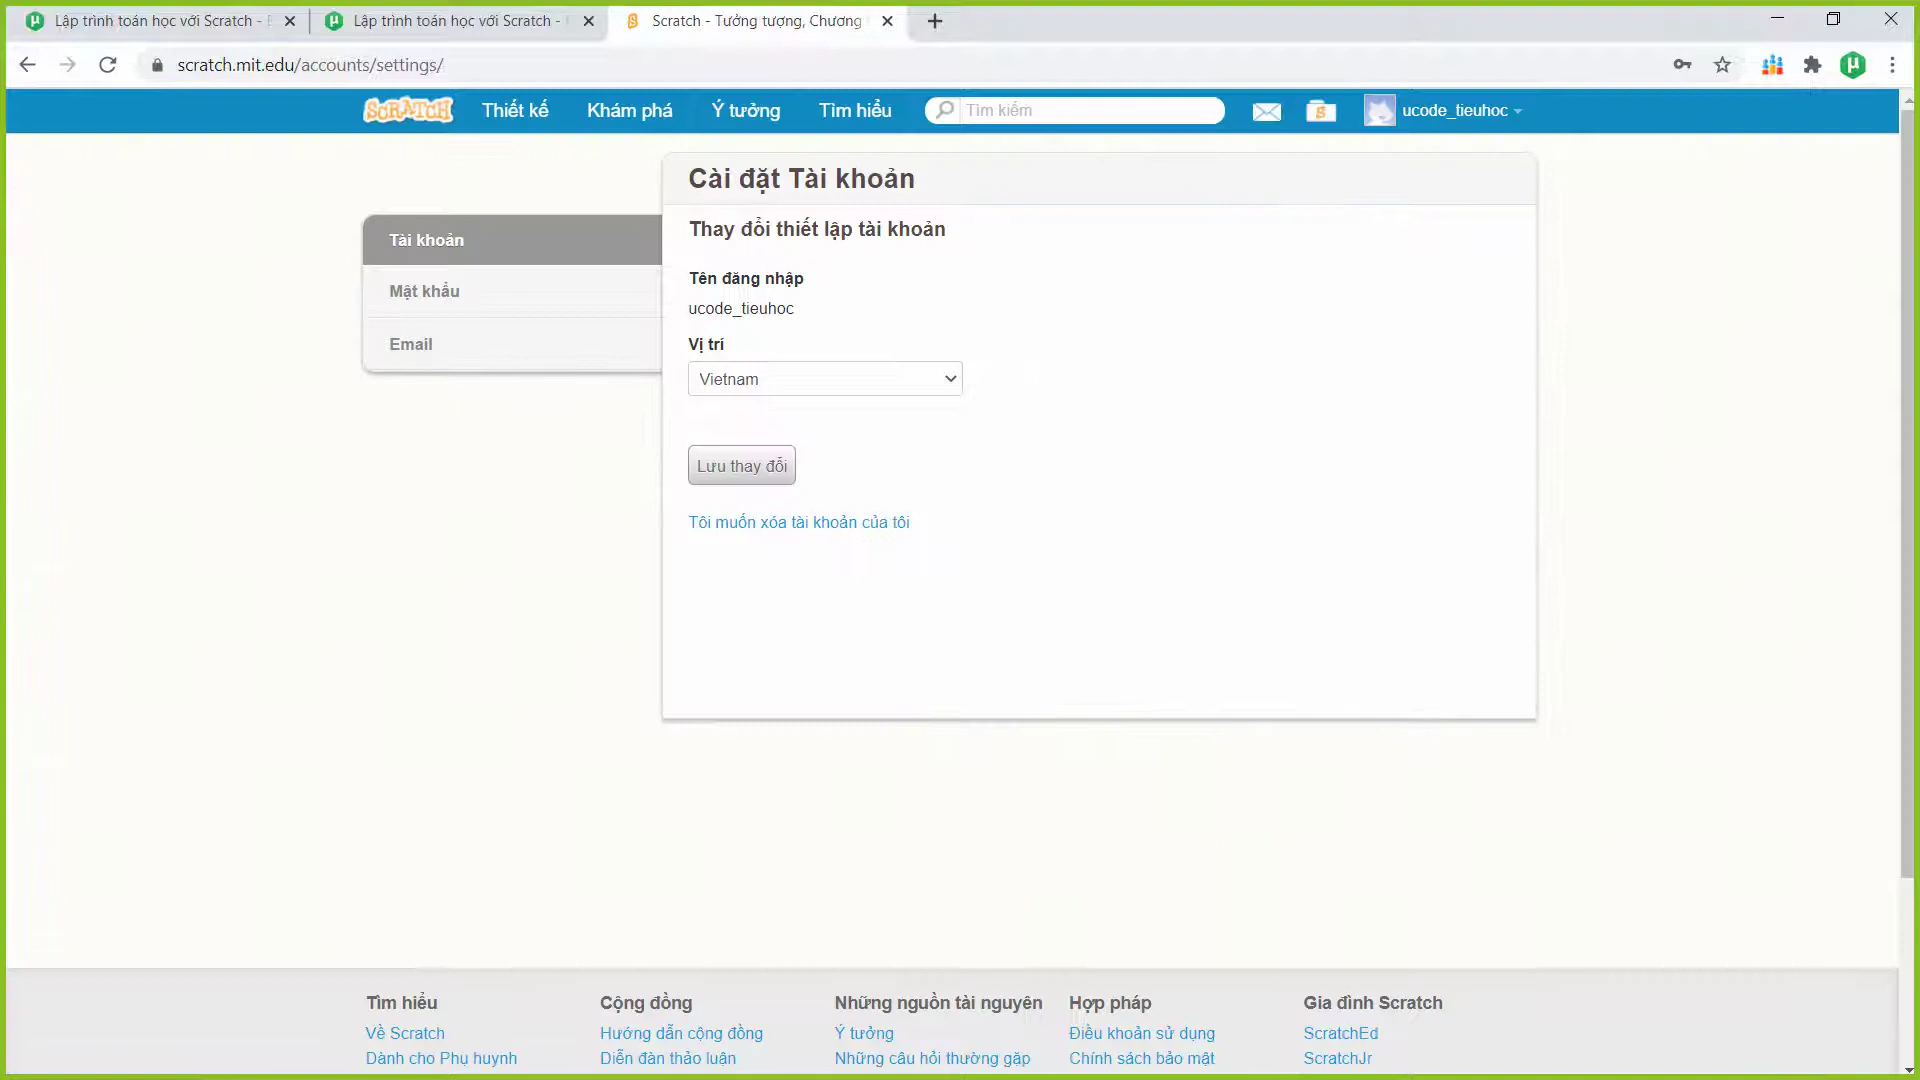 Lập trình toán học với Scratch -
Lập trình toán học với Scratch -
Scratch - Tưởng tượng, Chương
scratch.mit.edu/accounts/settings/
SCRATCH
Thiết kế
Khám phá
Ý tưởng
Tìm hiểu
Tìm kiếm
ucode_tieuhoc
Cài đặt Tài khoản
Tài khoản
Mật khẩu
Email
Thay đổi thiết lập tài khoản
Tên đăng nhập
ucode_tieuhoc
Vị trí
Vietnam
Lưu thay đổi
Tôi muốn xóa tài khoản của tôi
Tìm hiểu
Về Scratch
Dành cho Phụ huynh
Cộng đồng
Hướng dẫn cộng đồng
Diễn đàn thảo luận
Những nguồn tài nguyên
Ý tưởng
Những câu hỏi thường gặp
Hợp pháp
Điều khoản sử dụng
Chính sách bảo mật
Gia đình Scratch
ScratchEd
ScratchJr